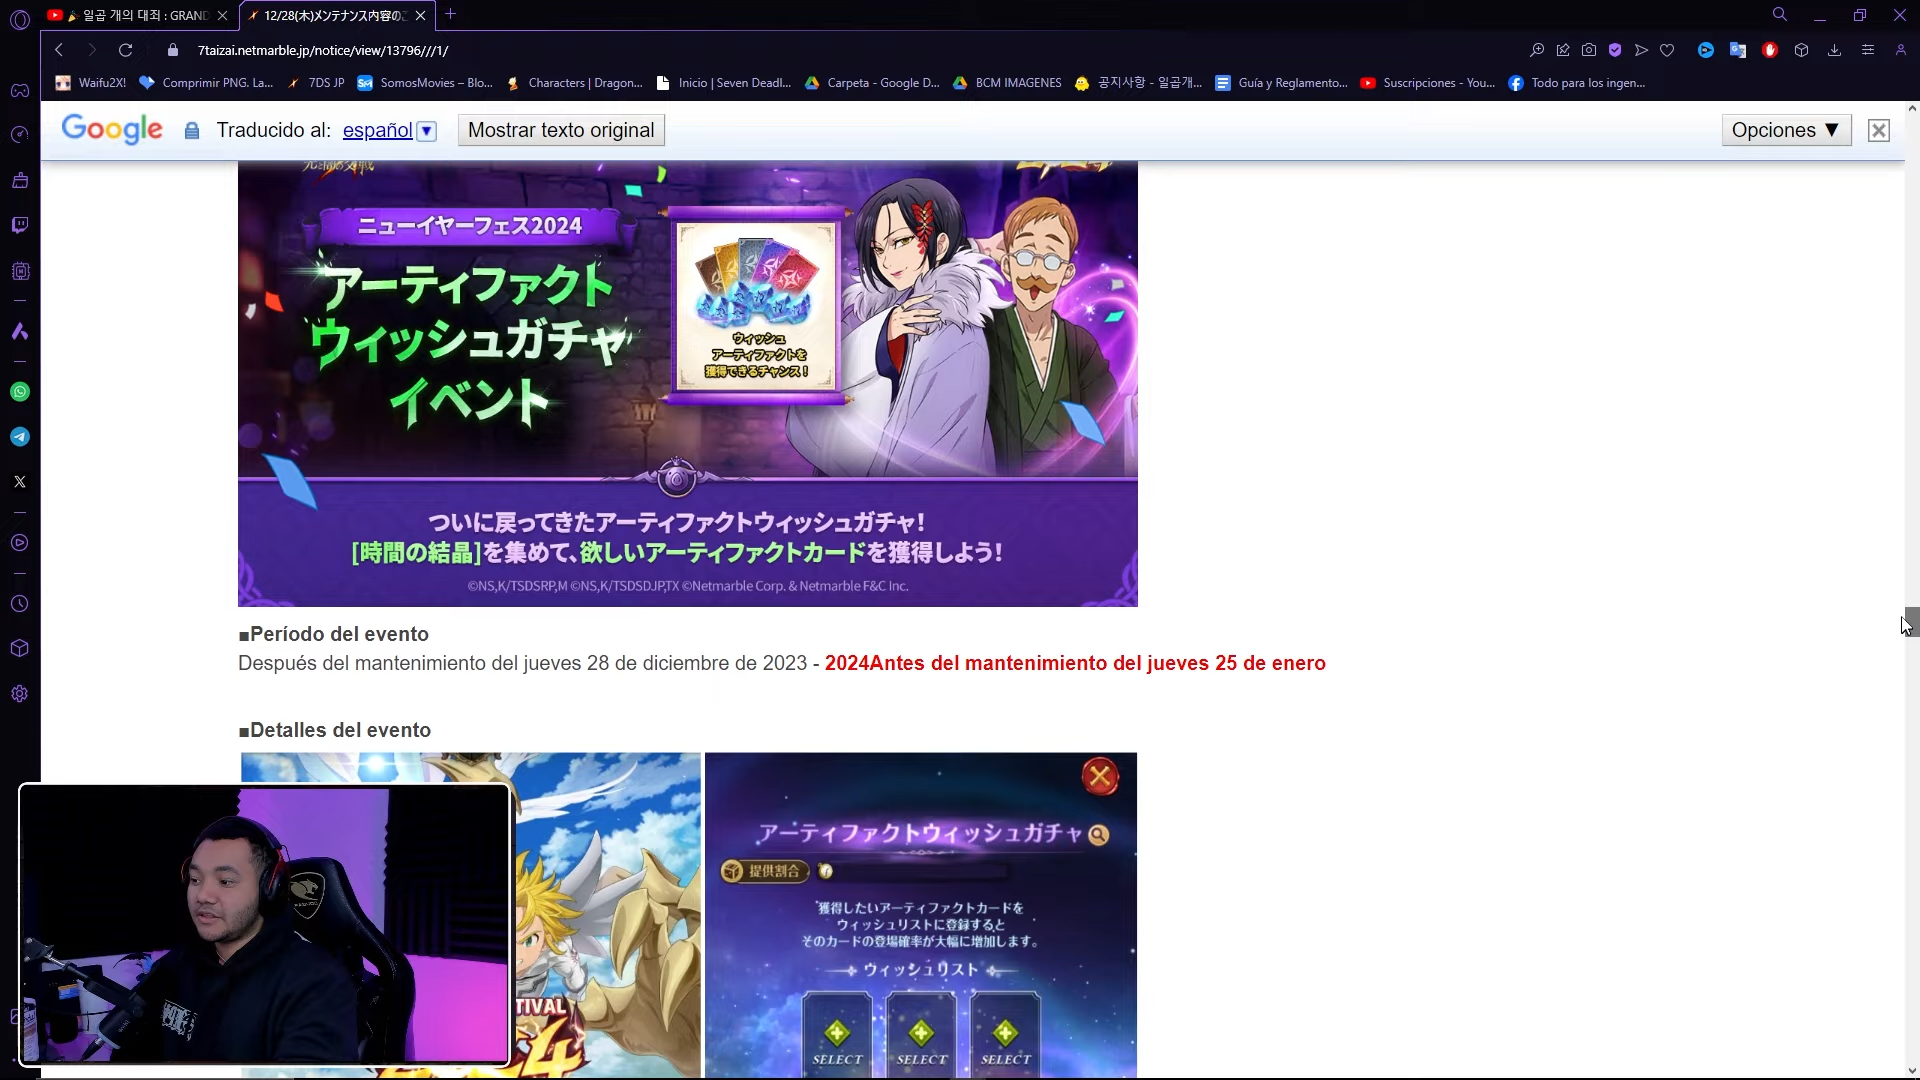 일곱 개의 대죄 : GRAND
12/28(木)メンテナンス内容のご
7taizai.netmarble.jp/notice/view/13796///1/
Waifu2X!
Comprimir PNG. La...
7DS JP
SomosMovies – Blo...
Characters | Dragon...
Inicio | Seven Deadl...
Carpeta - Google D...
BCM IMAGENES
공지사항 - 일곱개...
Guía y Reglamento...
Suscripciones - You...
Todo para los ingen...
Google
Traducido al: español
Mostrar texto original
Opciones ▼
ニューイヤーフェス2024
アーティファクト
ウィッシュガチャ
イベント
ウィッシュ
アーティファクトを
獲得できるチャンス!
ついに戻ってきたアーティファクトウィッシュガチャ!
[時間の結晶]を集めて、欲しいアーティファクトカードを獲得しよう!
©NS,K/TSDSRP,M ©NS,K/TSDSDJP,TX ©Netmarble Corp. & Netmarble F&C Inc.
■Período del evento
Después del mantenimiento del jueves 28 de diciembre de 2023 - 2024Antes del mantenimiento del jueves 25 de enero
■Detalles del evento
アーティファクトウィッシュガチャ
提供割合
獲得したいアーティファクトカードを
ウィッシュリストに登録すると
そのカードの登場確率が大幅に増加します。
ウィッシュリスト
SELECT
SELECT
SELECT